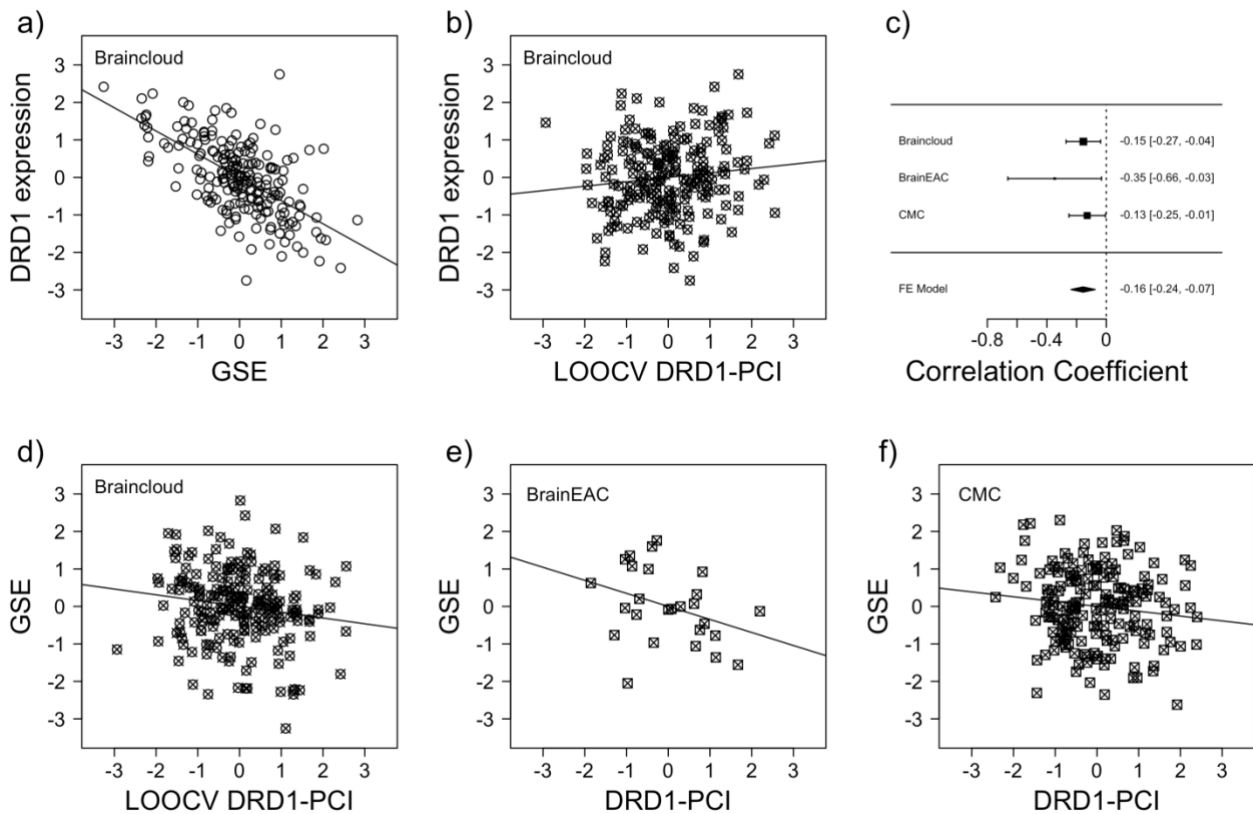 a)
Braincloud
3
2
1
0
-1
-2
-3
DRD1 expression
-3 -2 -1 0 1 2 3
GSE
b)
Braincloud
3
2
1
0
-1
-2
-3
DRD1 expression
-3 -2 -1 0 1 2 3
LOOCV DRD1-PCI
c)
Braincloud -0.15 [-0.27, -0.04]
BrainEAC -0.35 [-0.66, -0.03]
CMC -0.13 [-0.25, -0.01]
FE Model -0.16 [-0.24, -0.07]
-0.8 -0.4 0
Correlation Coefficient
d)
Braincloud
3
2
1
0
-1
-2
-3
GSE
-3 -2 -1 0 1 2 3
LOOCV DRD1-PCI
e)
BrainEAC
3
2
1
0
-1
-2
-3
GSE
-3 -2 -1 0 1 2 3
DRD1-PCI
f)
CMC
3
2
1
0
-1
-2
-3
GSE
-3 -2 -1 0 1 2 3
DRD1-PCI